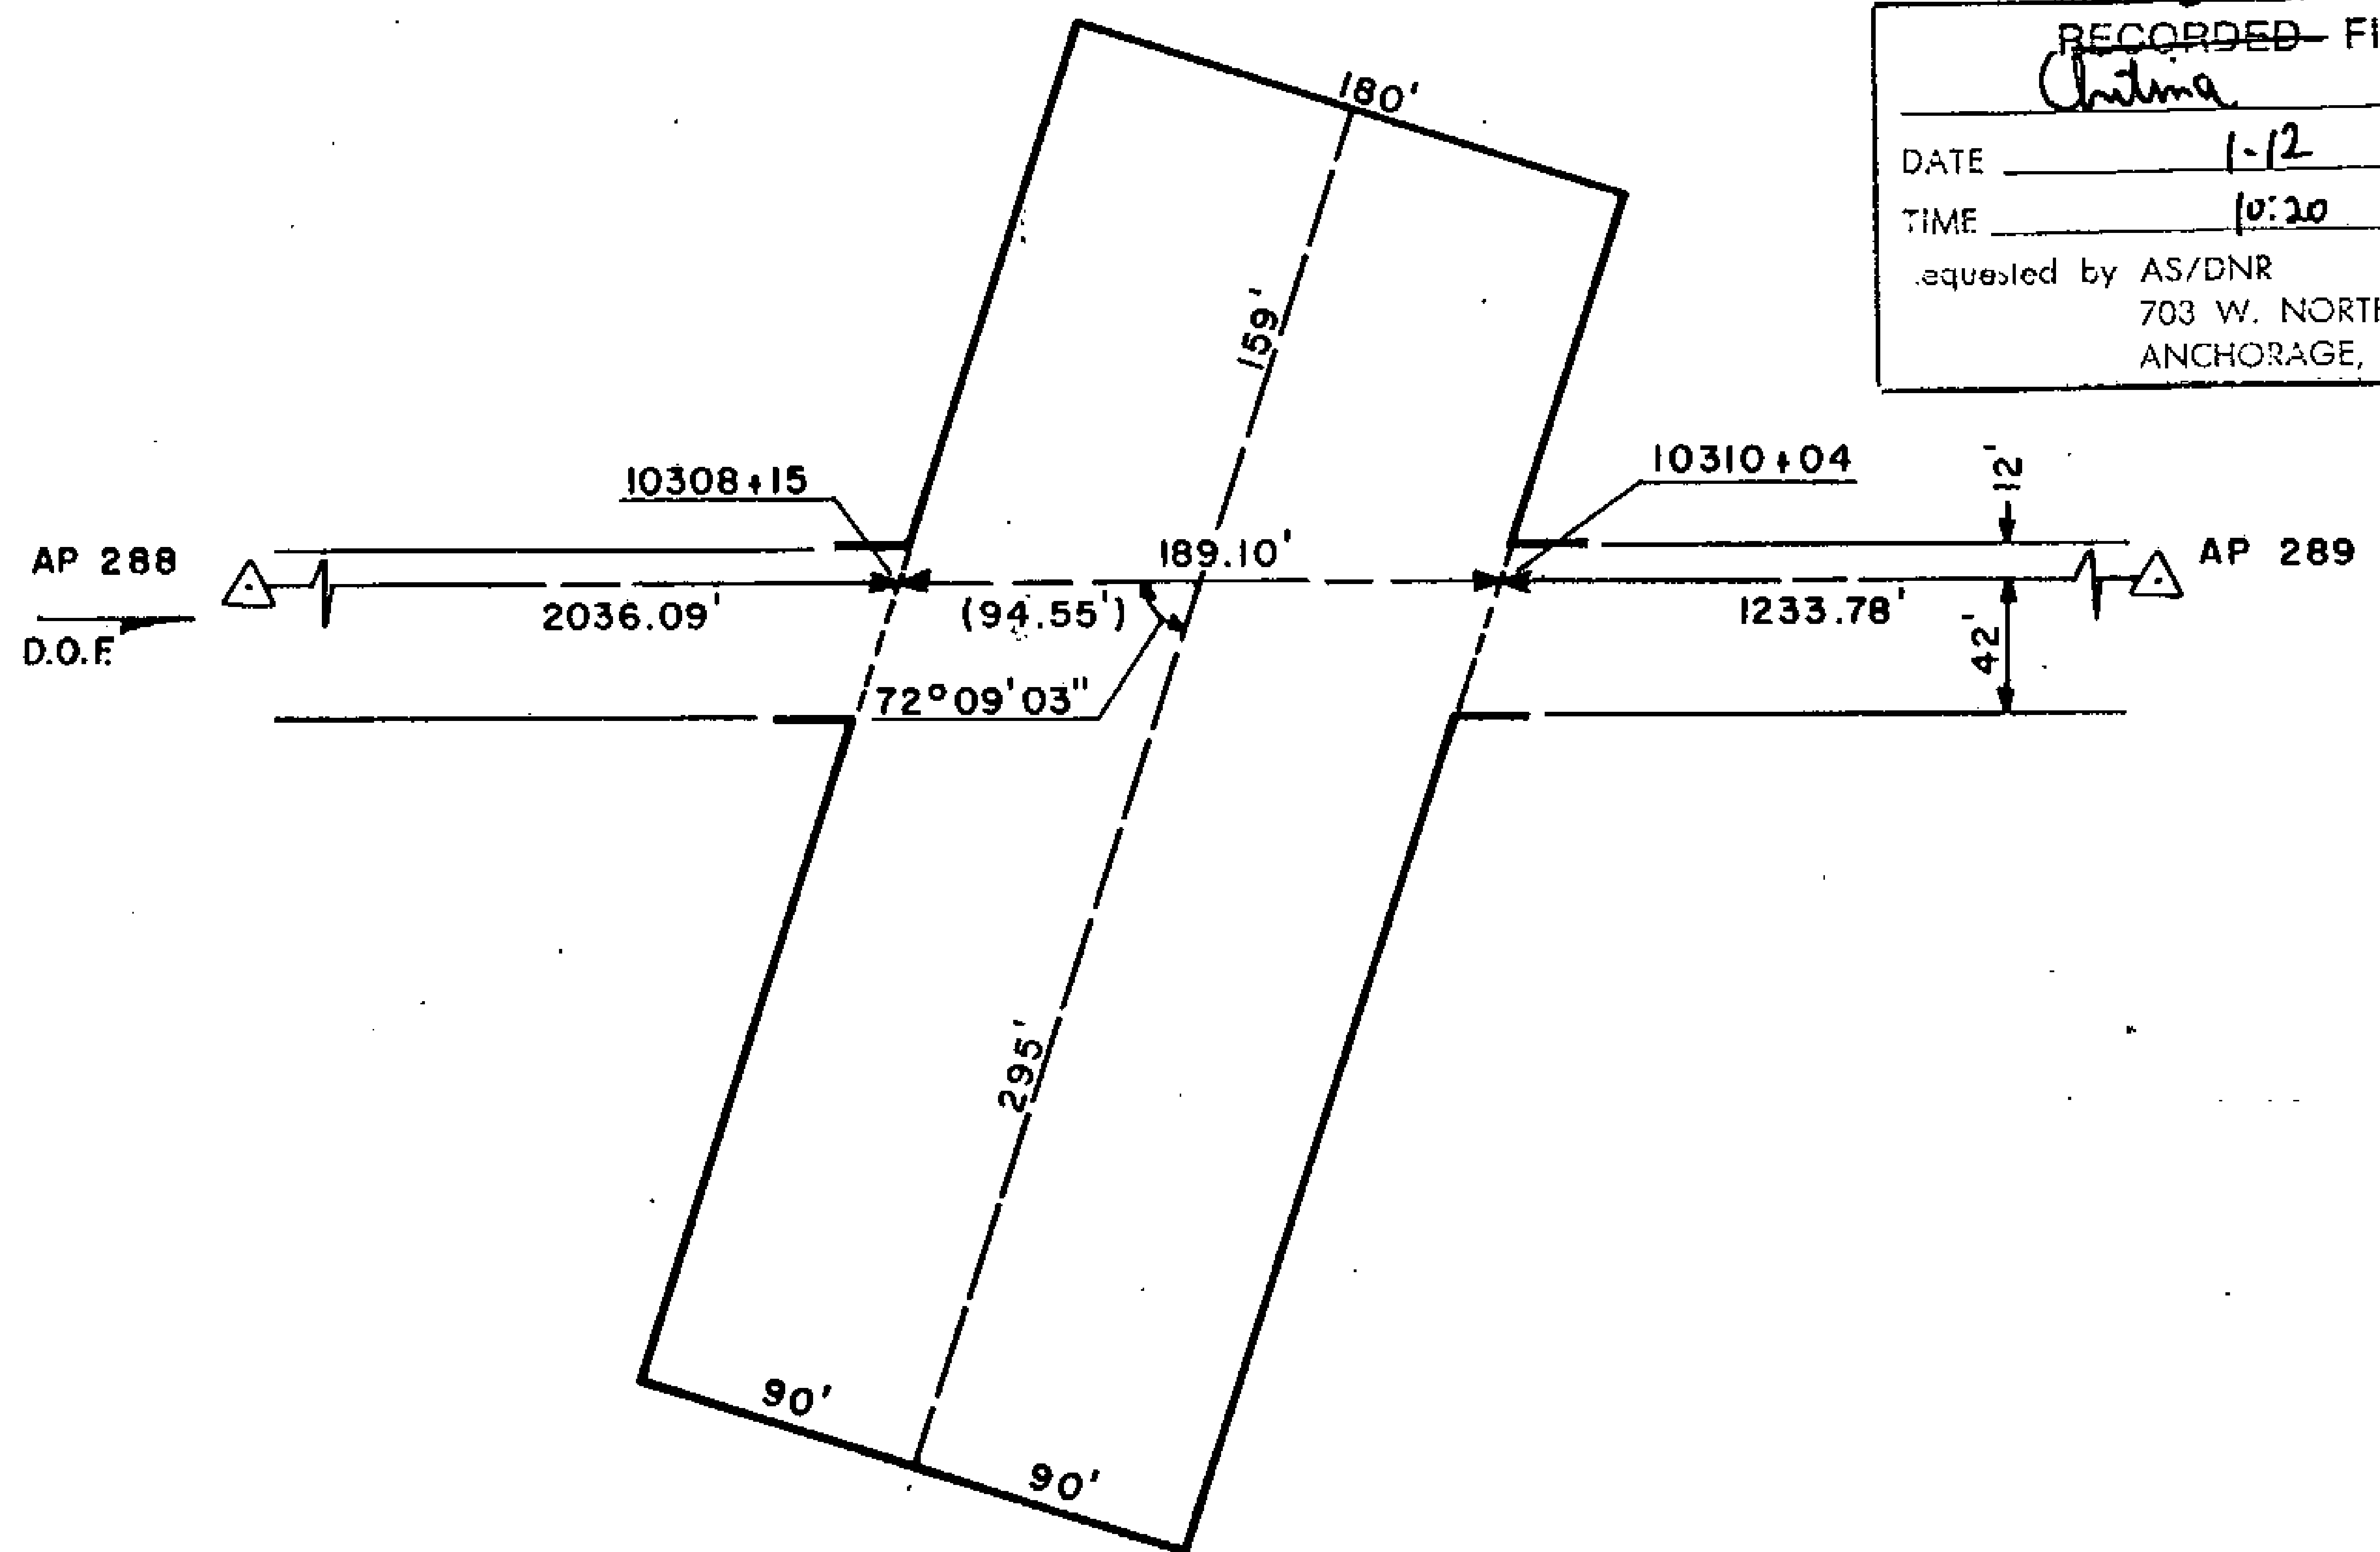 RECORDED Fi
Chitina
DATE 1-12
TIME 10:20
.equested by AS/DNR
703 W. NORTH
ANCHORAGE,
180'
159'
10308+15
10310+04
12'
AP 288
189.10'
AP 289
2036.09'
(94.55')
1233.78'
42'
D.O.F.
72°09'03"
295'
90'
90'